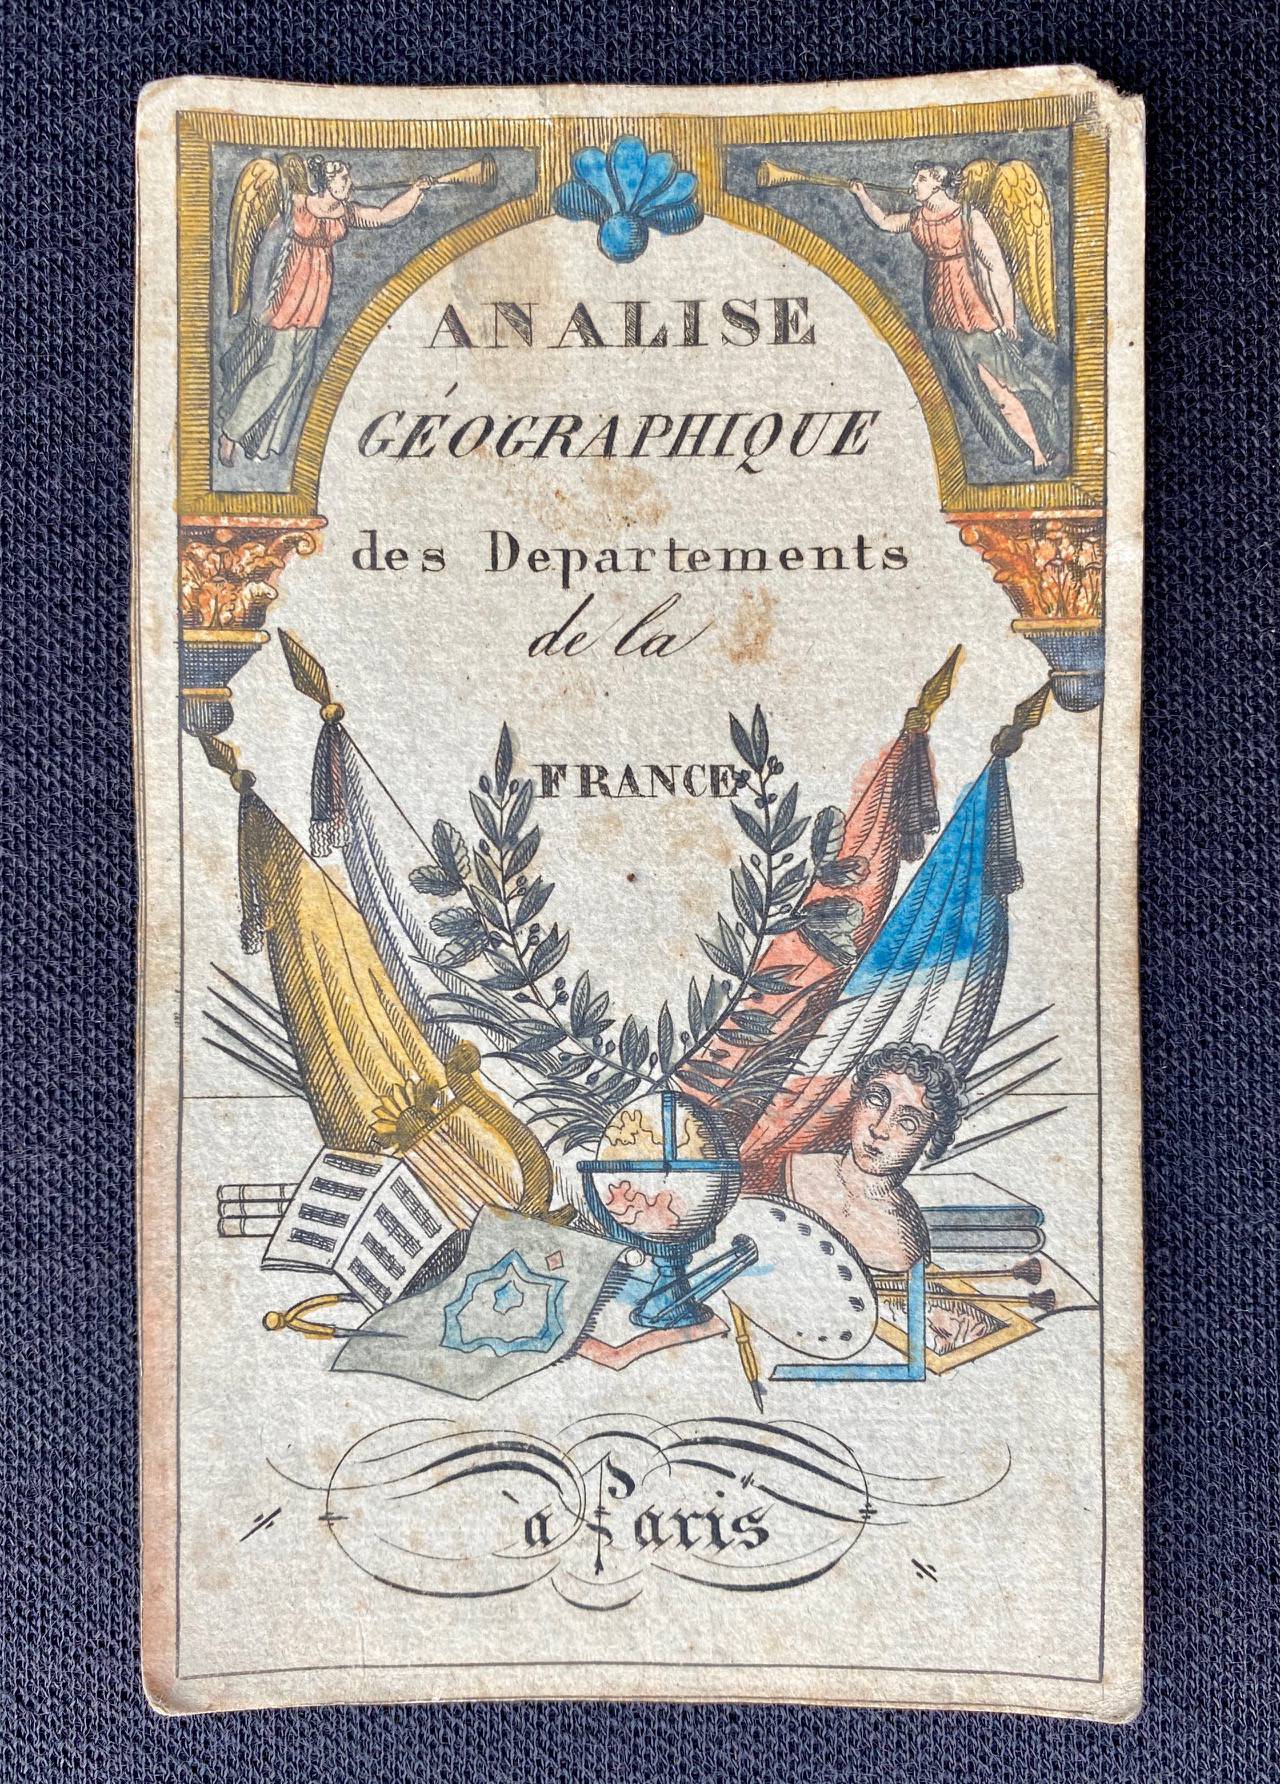 ANALISE
GÉOGRAPHIQUE
des Departements
de la
FRANCE
à Paris